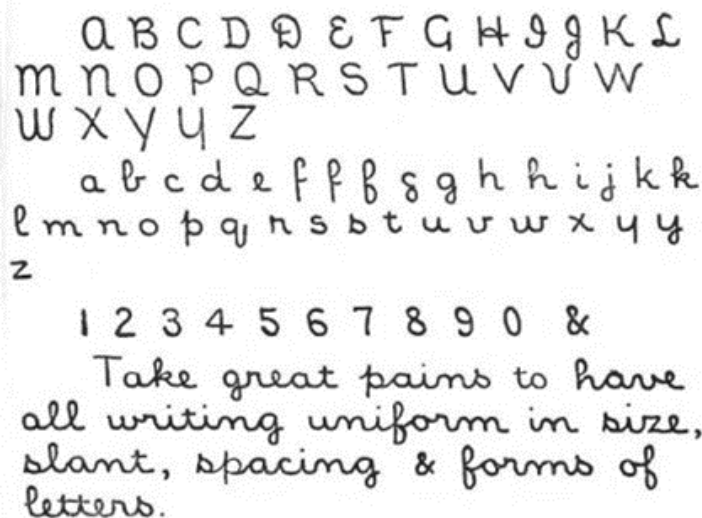 A B C D D E F G H I J K L
M N O P Q R S T U V V W
W X Y Y Z
a b c d e f f f g g h h i j k k
l m n o p q r s s t u v w x y y
z
1 2 3 4 5 6 7 8 9 0 &
Take great pains to have
all writing uniform in size,
slant, spacing & forms of
letters.